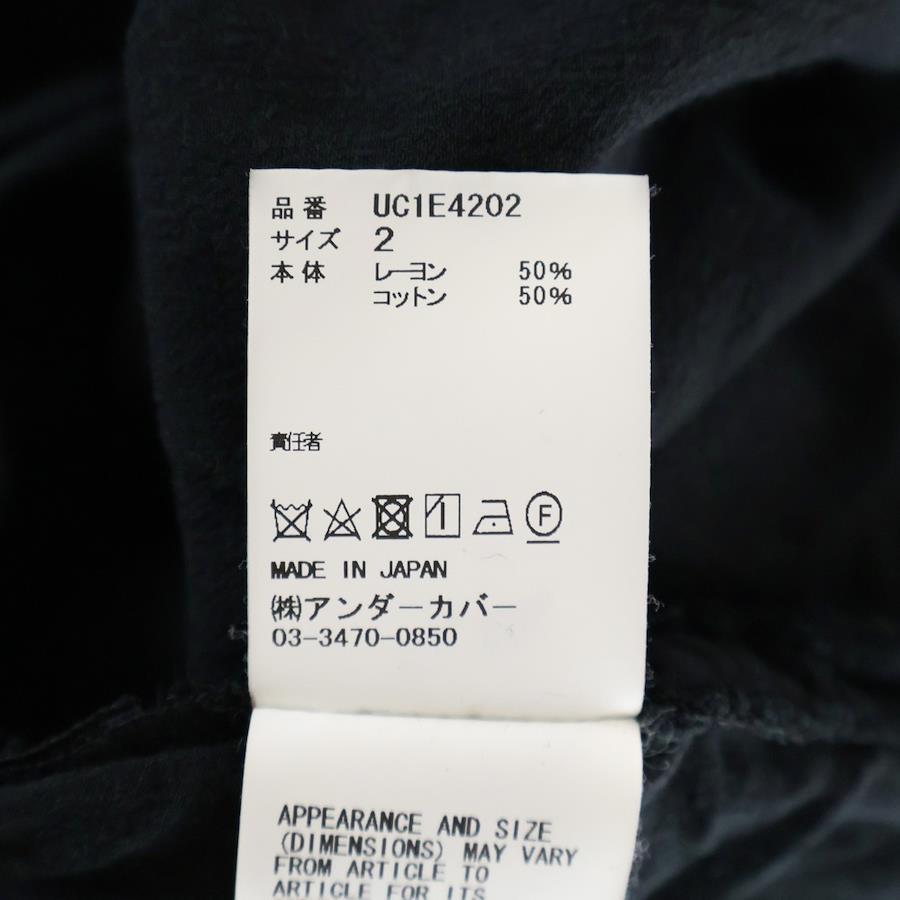 品番 UC1E4202
サイズ 2
本体 レーヨン 50%
コットン 50%
責任者
F
MADE IN JAPAN
㈱アンダーカバー
03-3470-0850
APPEARANCE AND SIZE
(DIMENSIONS) MAY VARY
FROM ARTICLE TO
ARTICLE FOR ITS